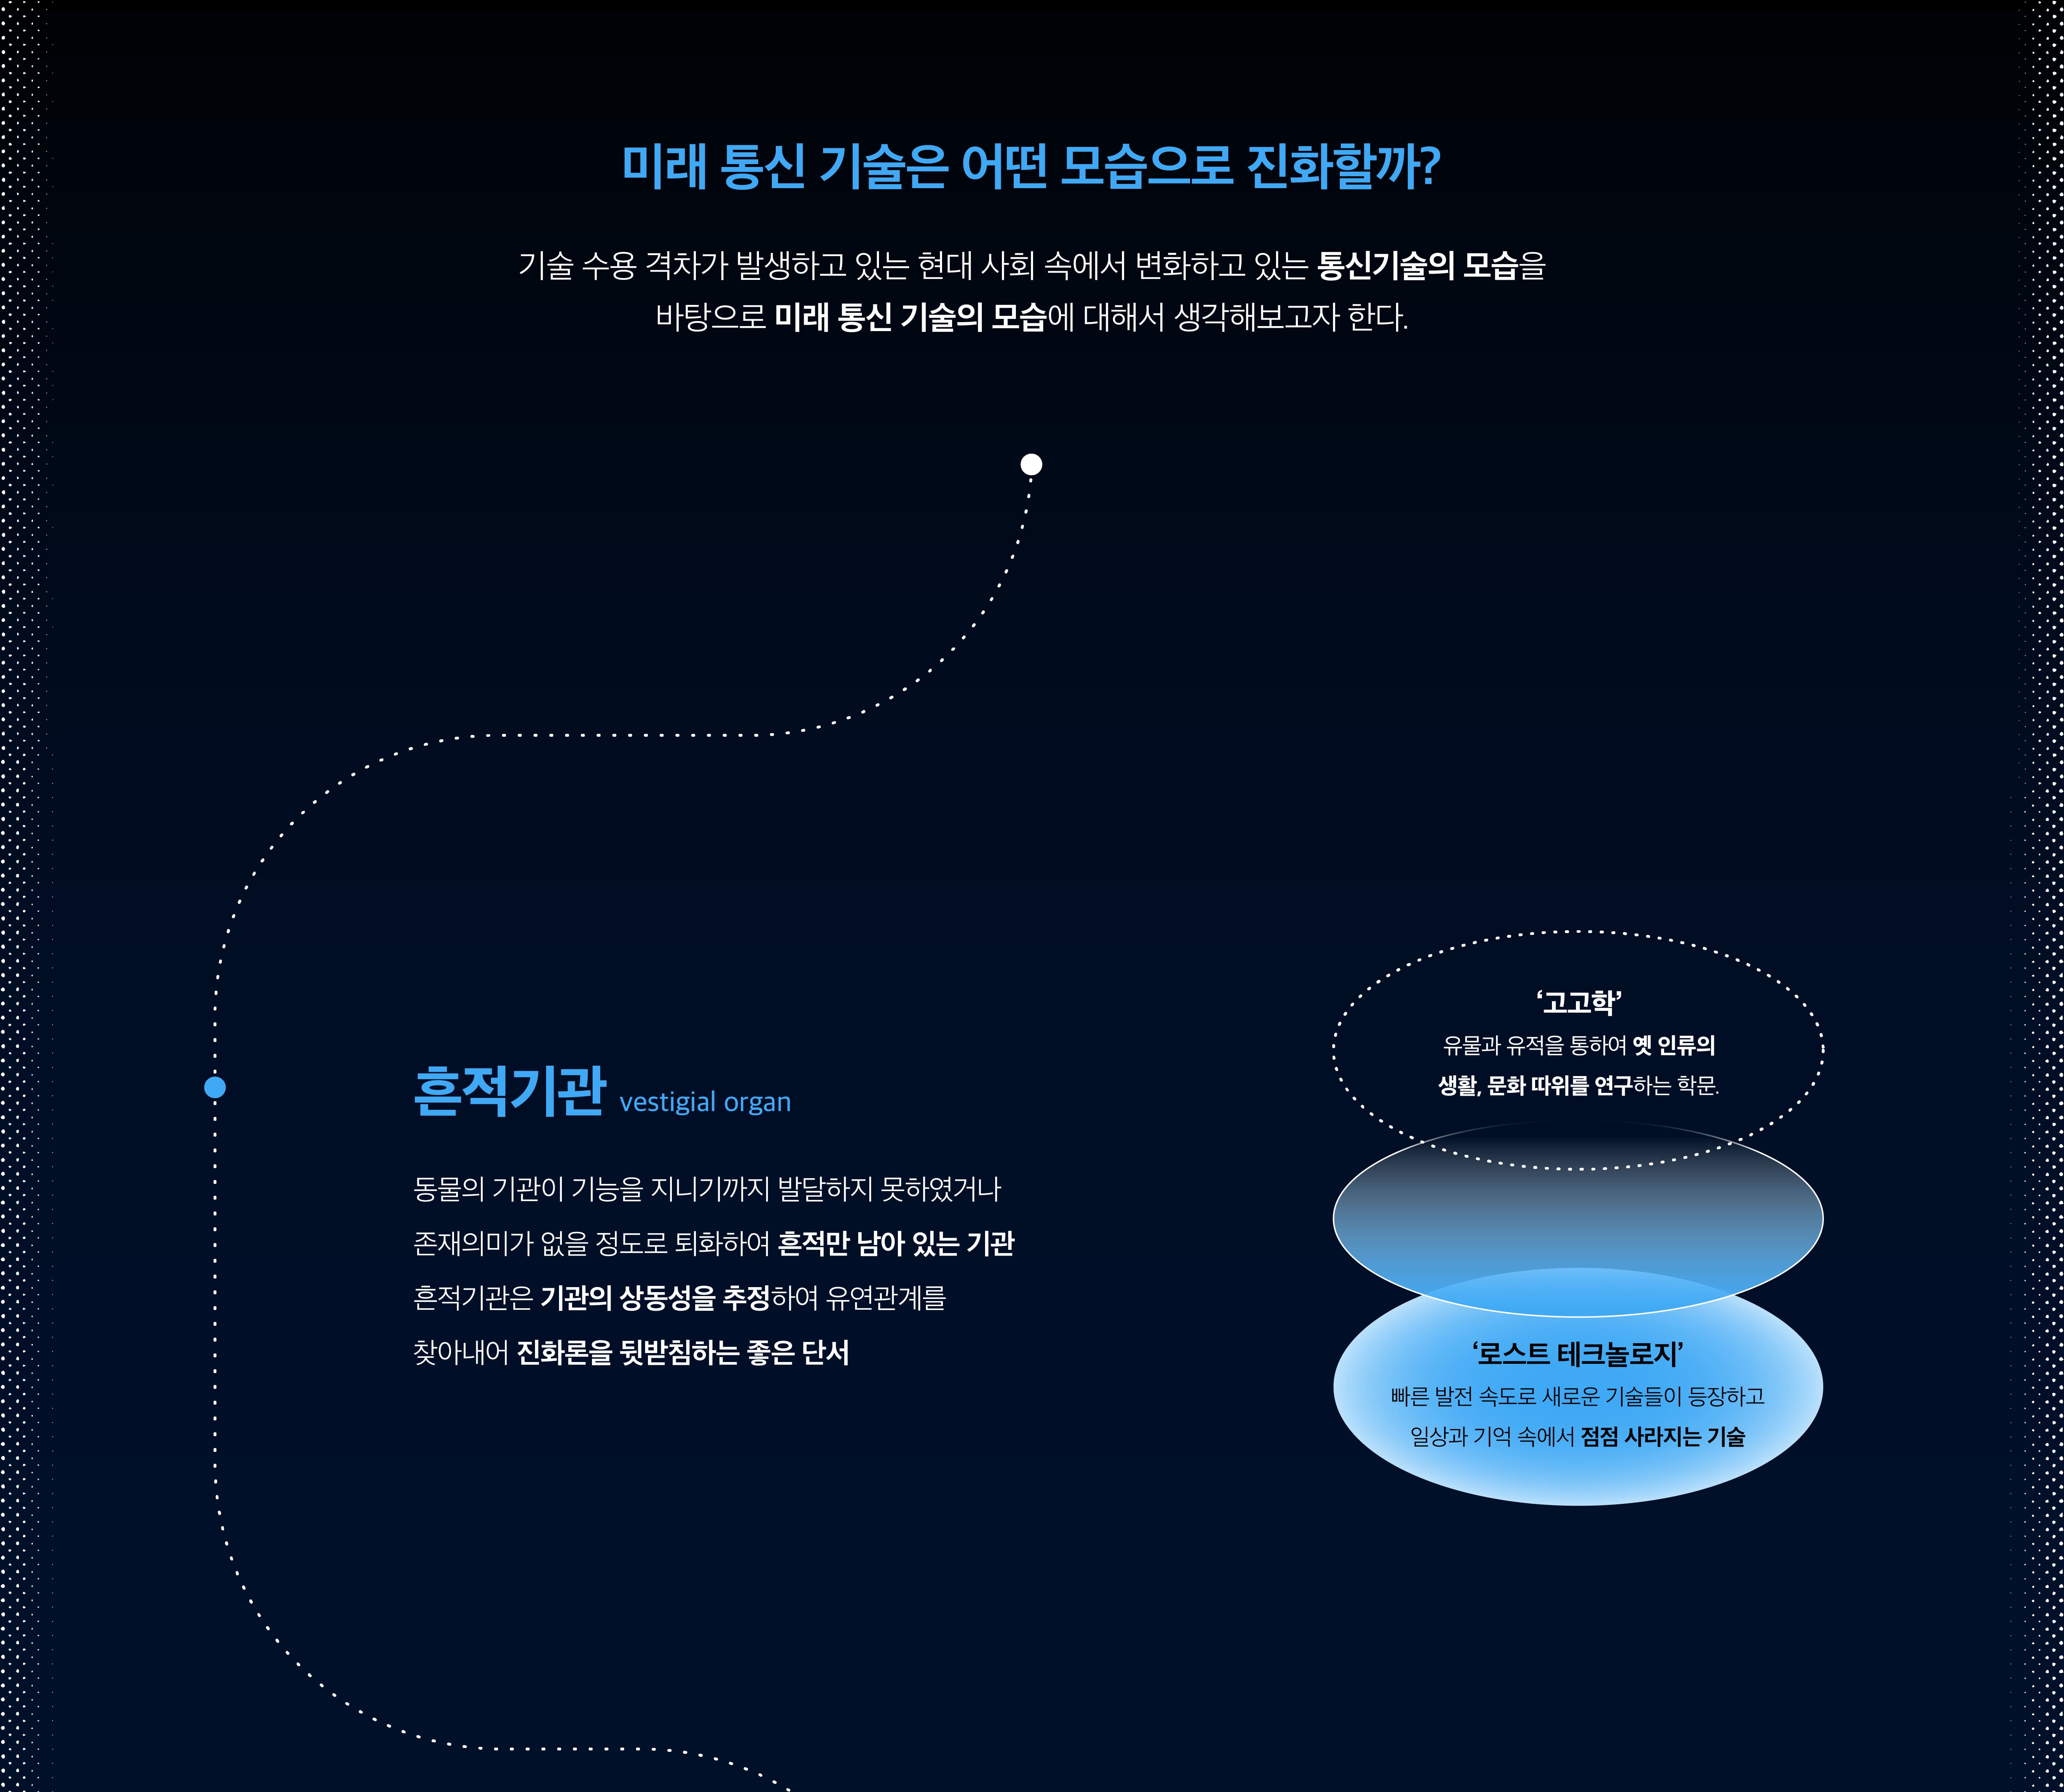 미래 통신 기술은 어떤 모습으로 진화할까?
기술 수용 격차가 발생하고 있는 현대 사회 속에서 변화하고 있는 통신기술의 모습을
바탕으로 미래 통신 기술의 모습에 대해서 생각해보고자 한다.
흔적기관 vestigial organ
동물의 기관이 기능을 지니기까지 발달하지 못하였거나
존재의미가 없을 정도로 퇴화하여 흔적만 남아 있는 기관
흔적기관은 기관의 상동성을 추정하여 유연관계를
찾아내어 진화론을 뒷받침하는 좋은 단서
‘고고학’
유물과 유적을 통하여 옛 인류의
생활, 문화 따위를 연구하는 학문.
‘로스트 테크놀로지’
빠른 발전 속도로 새로운 기술들이 등장하고
일상과 기억 속에서 점점 사라지는 기술